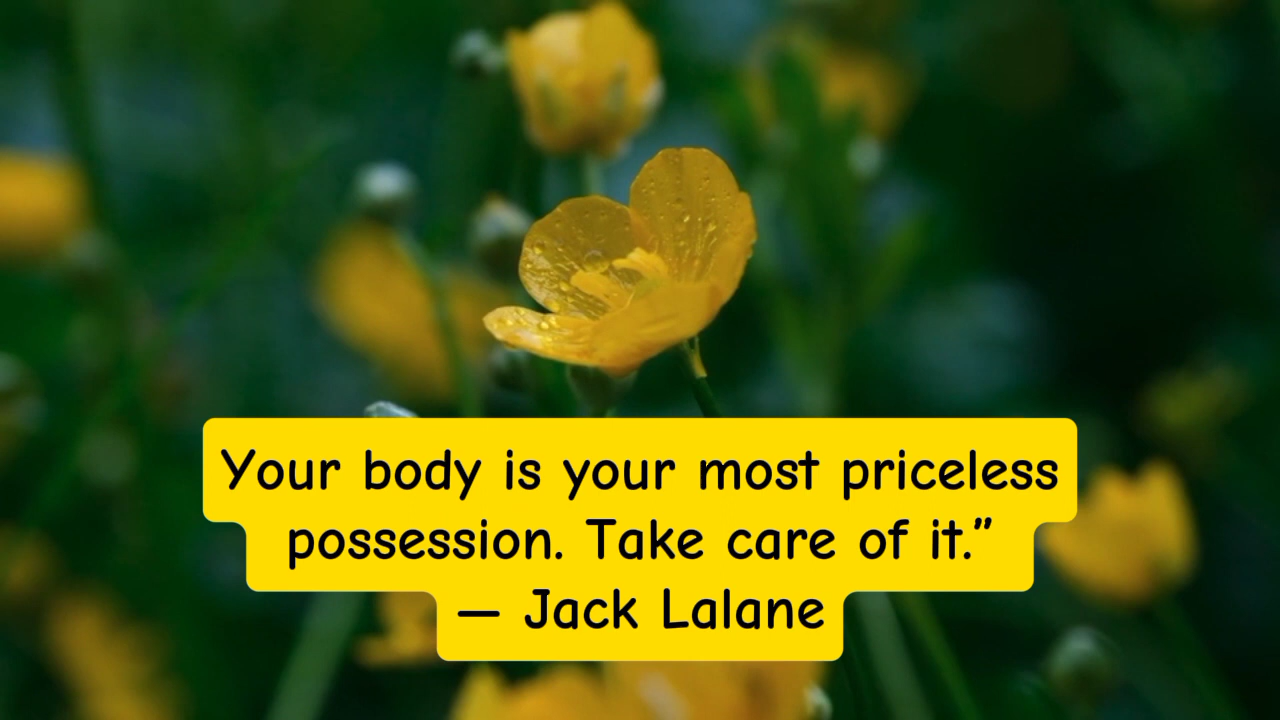 Your body is your most priceless
possession. Take care of it.”
— Jack Lalane